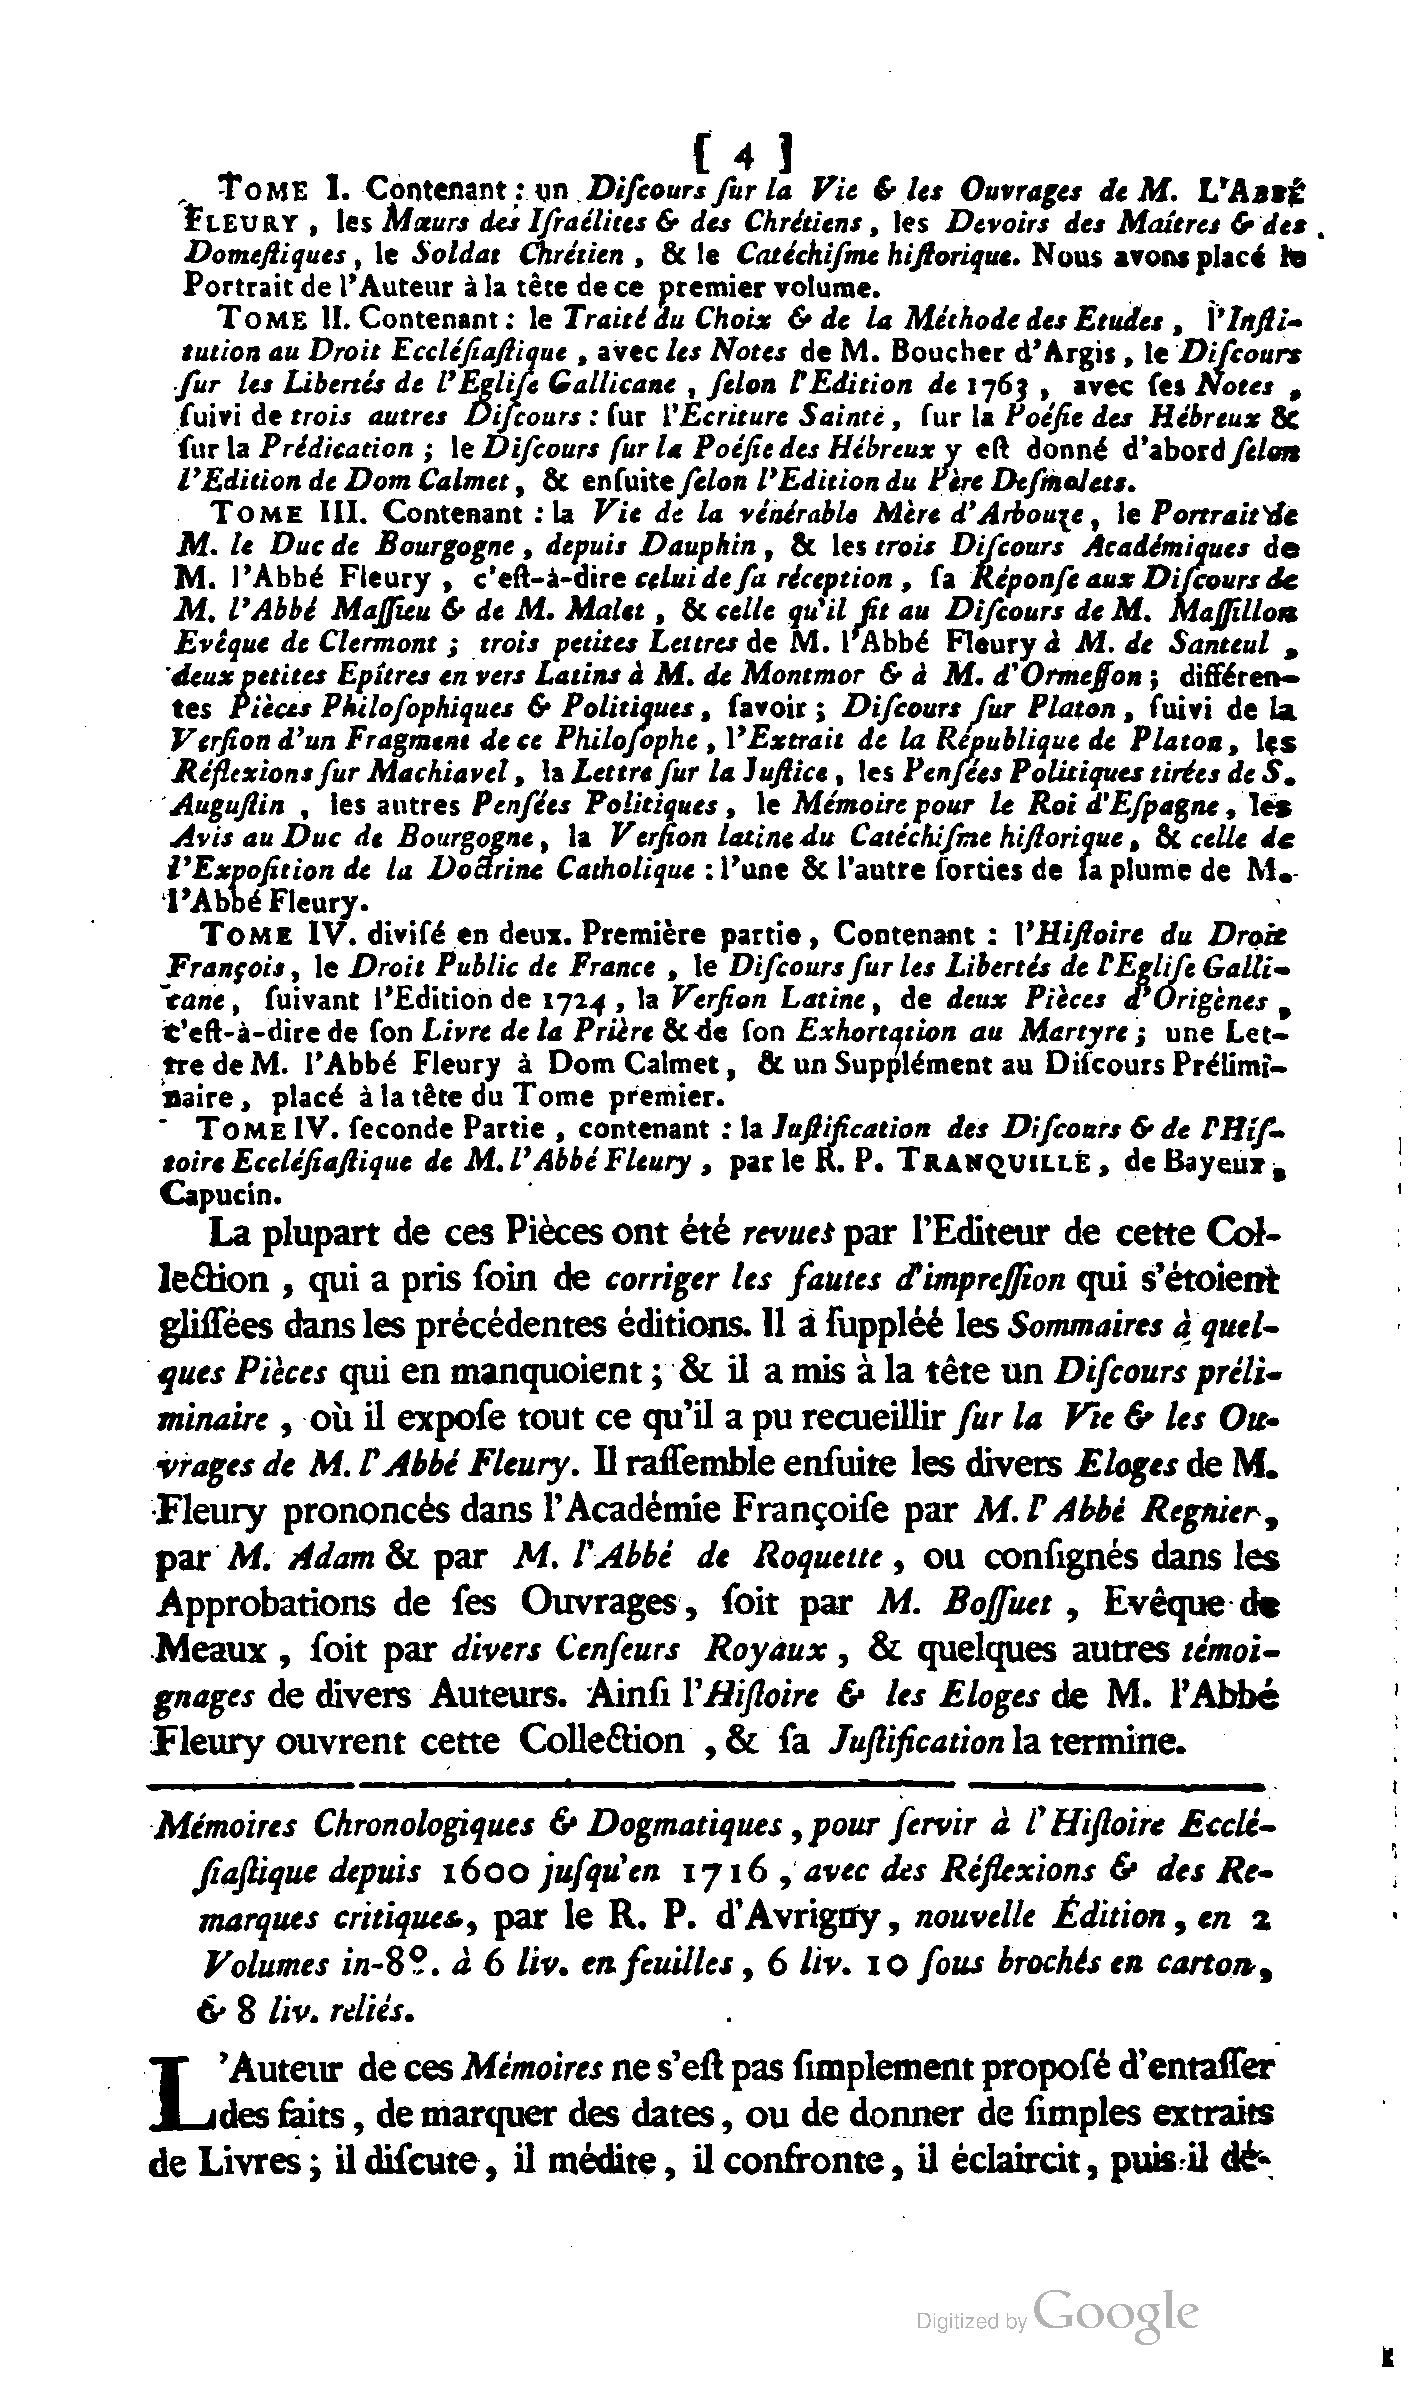 [ 4 ]
TOME I. Contenant : un Diſcours ſur la Vie & les Ouvrages de M. L'ABBÉ
FLEURY , les Mœurs des Iſraélites & des Chrétiens , les Devoirs des Maîtres & des
Domeſtiques , le Soldat Chrétien , & le Catéchiſme hiſtorique. Nous avons placé le
Portrait de l'Auteur à la tête de ce premier volume.
TOME II. Contenant : le Traité du Choix & de la Méthode des Etudes , l'Inſti-
tution au Droit Eccléſiaſtique , avec les Notes de M. Boucher d'Argis , le Diſcours
ſur les Libertés de l'Egliſe Gallicane , ſelon l'Edition de 1763 , avec ſes Notes ,
ſuivi de trois autres Diſcours : ſur l'Ecriture Sainte , ſur la Poéſie des Hébreux &
ſur la Prédication ; le Diſcours ſur la Poéſie des Hébreux y eſt donné d'abord ſelon
l'Edition de Dom Calmet , & enſuite ſelon l'Edition du Père Deſmolets.
TOME III. Contenant : la Vie de la vénérable Mère d'Arbouze , le Portrait de
M. le Duc de Bourgogne , depuis Dauphin , & les trois Diſcours Académiques de
M. l'Abbé Fleury , c'eſt-à-dire celui de ſa réception , ſa Réponſe aux Diſcours de
M. l'Abbé Maſſieu & de M. Malet , & celle qu'il fit au Diſcours de M. Maſſillon
Evêque de Clermont ; trois petites Lettres de M. l'Abbé Fleury à M. de Santeul ,
deux petites Epîtres en vers Latins à M. de Montmor & à M. d'Ormeſſon ; différen-
tes Pièces Philoſophiques & Politiques , ſavoir ; Diſcours ſur Platon , ſuivi de la
Verſion d'un Fragment de ce Philoſophe , l'Extrait de la République de Platon , les
Réflexions ſur Machiavel , la Lettre ſur la Juſtice , les Penſées Politiques tirées de S.
Auguſtin , les autres Penſées Politiques , le Mémoire pour le Roi d'Eſpagne , les
Avis au Duc de Bourgogne , la Verſion latine du Catéchiſme hiſtorique , & celle de
l'Expoſition de la Doctrine Catholique : l'une & l'autre ſorties de la plume de M.
l'Abbé Fleury.
TOME IV. diviſé en deux. Première partie , Contenant : l'Hiſtoire du Droit
François , le Droit Public de France , le Diſcours ſur les Libertés de l'Egliſe Galli-
cane , ſuivant l'Edition de 1724 , la Verſion Latine , de deux Pièces d'Origènes ,
c'eſt-à-dire de ſon Livre de la Prière & de ſon Exhortation au Martyre ; une Let-
tre de M. l'Abbé Fleury à Dom Calmet , & un Supplément au Diſcours Prélimi-
naire , placé à la tête du Tome premier.
TOME IV. ſeconde Partie , contenant : la Juſtification des Diſcours & de l'Hiſ-
toire Eccléſiaſtique de M. l'Abbé Fleury , par le R. P. TRANQUILLE , de Bayeux ,
Capucin.
La plupart de ces Pièces ont été revues par l'Editeur de cette Col-
lection , qui a pris ſoin de corriger les fautes d'impreſſion qui s'étoient
gliſſées dans les précédentes éditions. Il a ſuppléé les Sommaires à quel-
ques Pièces qui en manquoient ; & il a mis à la tête un Diſcours préli-
minaire , où il expoſe tout ce qu'il a pu recueillir ſur la Vie & les Ou-
vrages de M. l'Abbé Fleury. Il raſſemble enſuite les divers Eloges de M.
Fleury prononcés dans l'Académie Françoiſe par M. l'Abbé Regnier ,
par M. Adam & par M. l'Abbé de Roquette , ou conſignés dans les
Approbations de ſes Ouvrages , ſoit par M. Boſſuet , Evêque de
Meaux , ſoit par divers Cenſeurs Royaux , & quelques autres témoi-
gnages de divers Auteurs. Ainſi l'Hiſtoire & les Eloges de M. l'Abbé
Fleury ouvrent cette Collection , & ſa Juſtification la termine.
Mémoires Chronologiques & Dogmatiques , pour ſervir à l'Hiſtoire Ecclé-
ſiaſtique depuis 1600 juſqu'en 1716 , avec des Réflexions & des Re-
marques critiques , par le R. P. d'Avrigny , nouvelle Édition , en 2
Volumes in-8º. à 6 liv. en feuilles , 6 liv. 10 ſous brochés en carton ,
& 8 liv. reliés.
L'Auteur de ces Mémoires ne s'eſt pas ſimplement propoſé d'entaſſer
des faits , de marquer des dates , ou de donner de ſimples extraits
de Livres ; il diſcute , il médite , il confronte , il éclaircit , puis il dé-
Digitized by Google